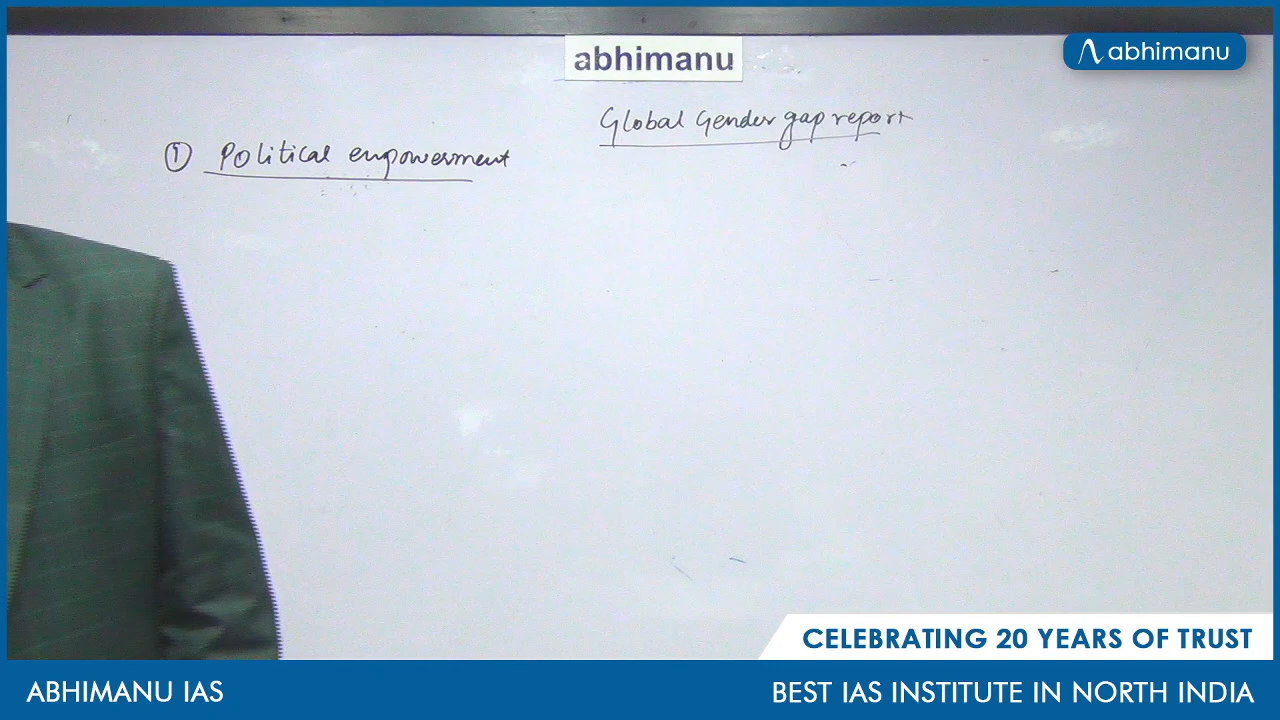 abhimanu
abhimanu
Global Gender gap report
① Political empowerment
CELEBRATING 20 YEARS OF TRUST
ABHIMANU IAS
BEST IAS INSTITUTE IN NORTH INDIA